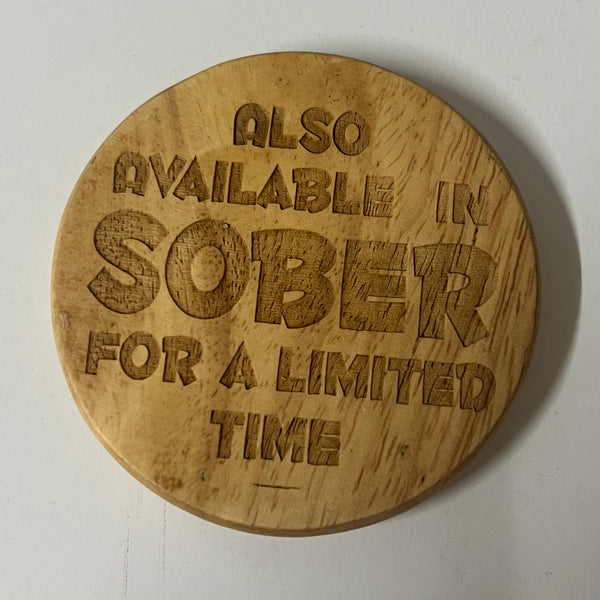 ALSO
AVAILABLE IN
SOBER
FOR A LIMITED
TIME